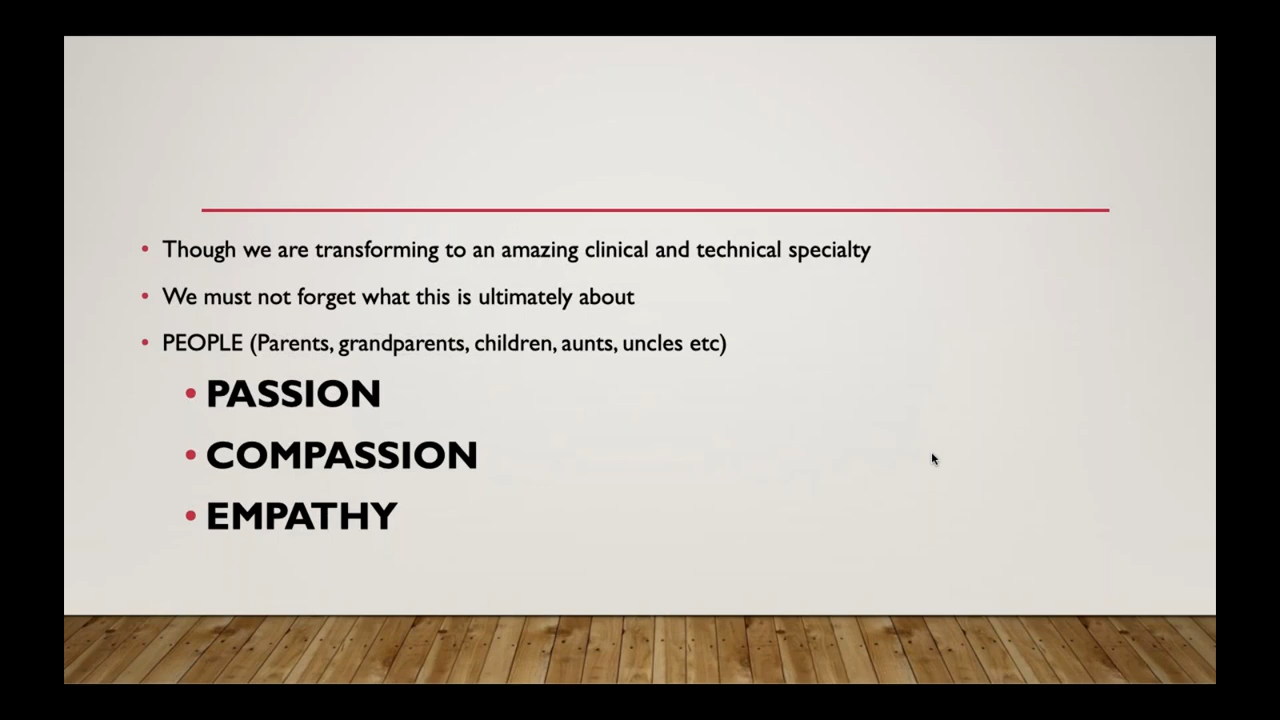 • Though we are transforming to an amazing clinical and technical specialty
• We must not forget what this is ultimately about
• PEOPLE (Parents, grandparents, children, aunts, uncles etc)
• PASSION
• COMPASSION
• EMPATHY